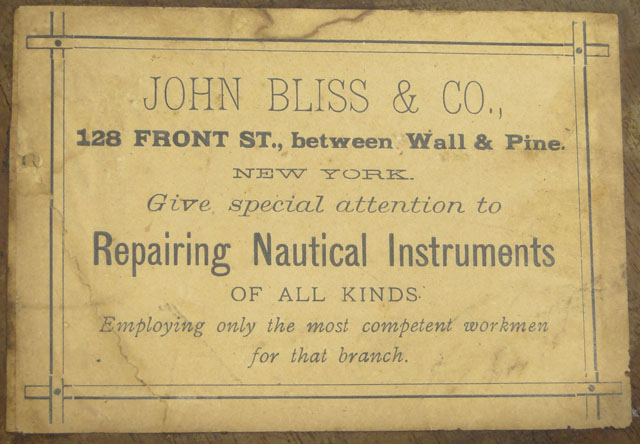 JOHN BLISS & CO.,
128 FRONT ST., between Wall & Pine.
NEW YORK.
Give special attention to
Repairing Nautical Instruments
OF ALL KINDS.
Employing only the most competent workmen
for that branch.